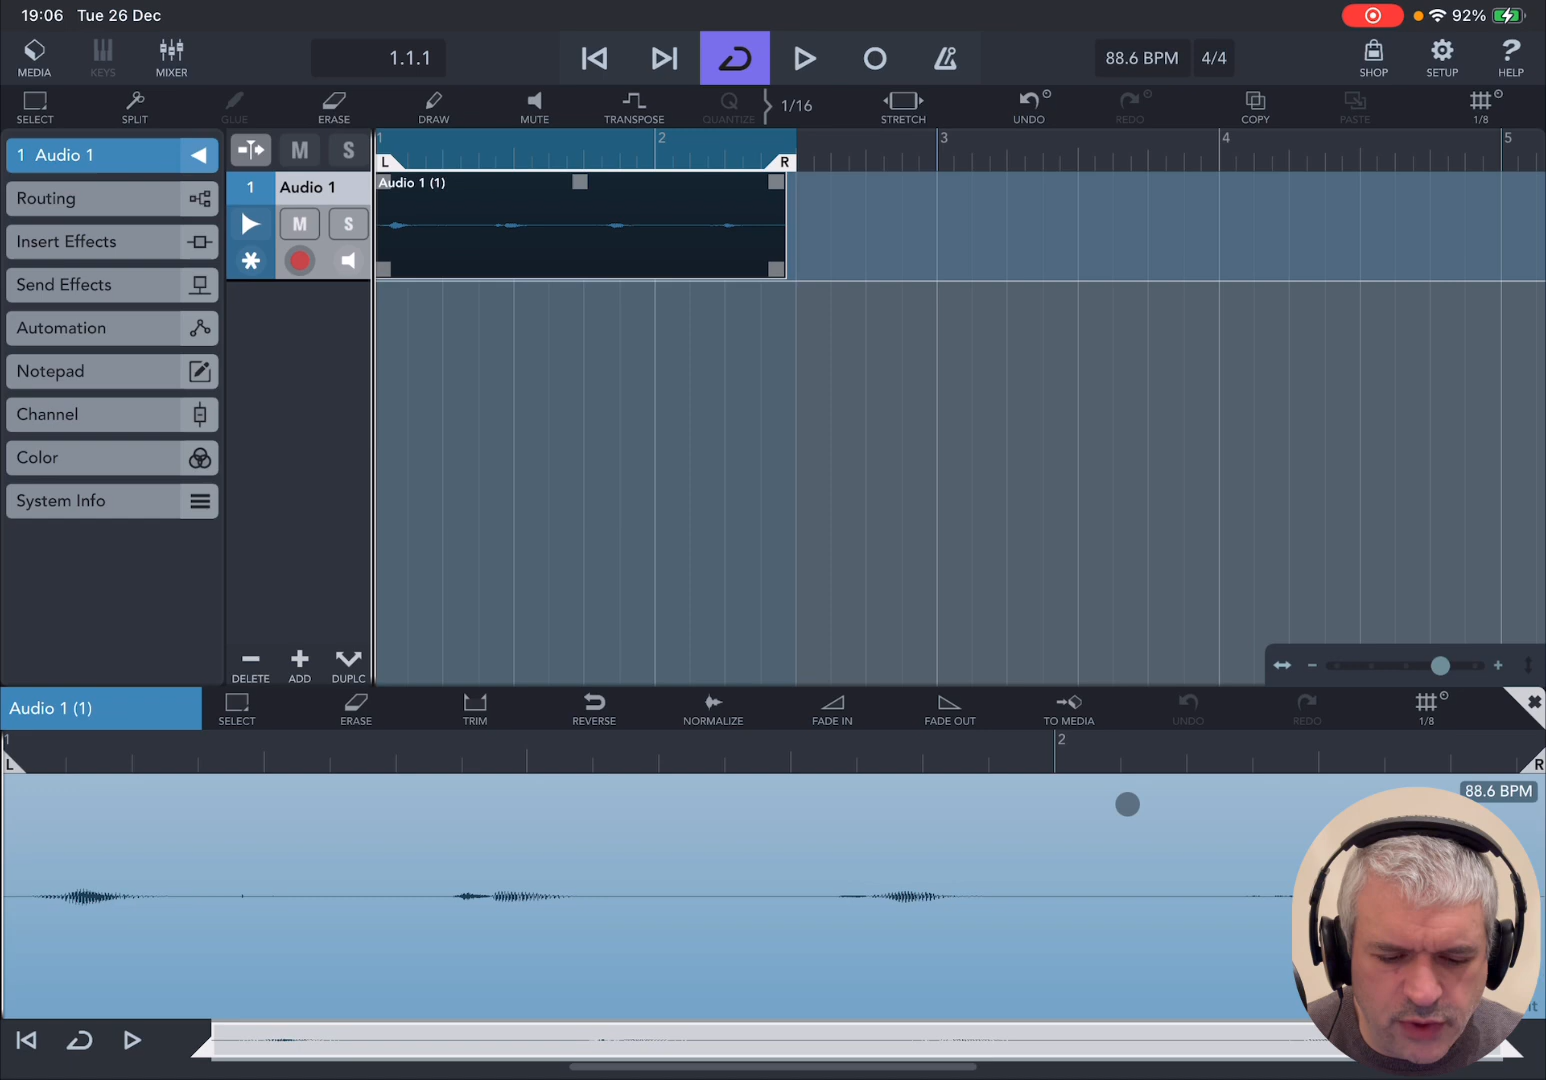 19:06 Tue 26 Dec
92%
MEDIA KEYS MIXER
1.1.1
88.6 BPM 4/4
SHOP SETUP HELP
SELECT SPLIT GLUE ERASE DRAW MUTE TRANSPOSE QUANTIZE 1/16 STRETCH UNDO REDO COPY PASTE 1/8
1 Audio 1
M S
1 2 3 4 5
L R
Routing
1 Audio 1
Audio 1 (1)
M S
Insert Effects
Send Effects
Automation
Notepad
Channel
Color
System Info
DELETE ADD DUPLC
Audio 1 (1)
SELECT ERASE TRIM REVERSE NORMALIZE FADE IN FADE OUT TO MEDIA UNDO REDO 1/8
1 2
L R
88.6 BPM